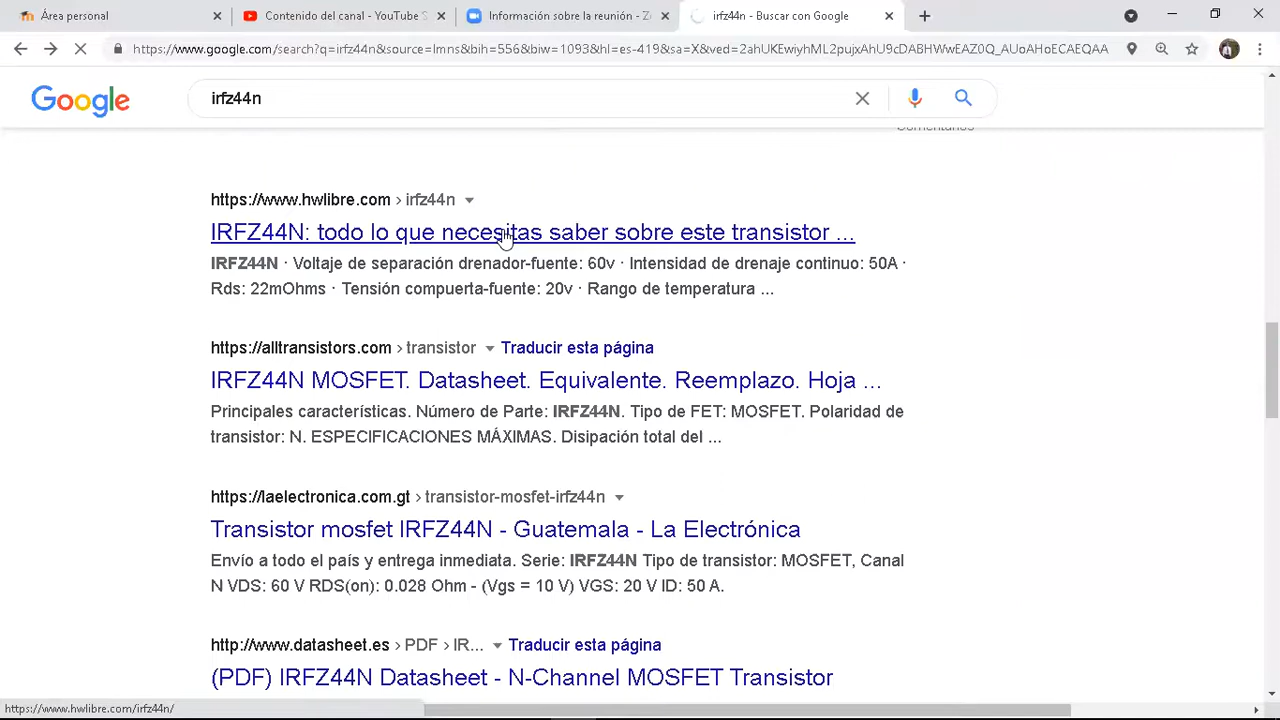 Área personal
Contenido del canal - YouTube S
Información sobre la reunión - Z
irfz44n - Buscar con Google
https://www.google.com/search?q=irfz44n&source=lmns&bih=556&biw=1093&hl=es-419&sa=X&ved=2ahUKEwiyhML2pujxAhU9cDABHWwEAZ0Q_AUoAHoECAEQAA
Google
irfz44n
Comentarios
https://www.hwlibre.com › irfz44n
IRFZ44N: todo lo que necesitas saber sobre este transistor ...
IRFZ44N · Voltaje de separación drenador-fuente: 60v · Intensidad de drenaje continuo: 50A ·
Rds: 22mOhms · Tensión compuerta-fuente: 20v · Rango de temperatura ...
https://alltransistors.com › transistor Traducir esta página
IRFZ44N MOSFET. Datasheet. Equivalente. Reemplazo. Hoja ...
Principales características. Número de Parte: IRFZ44N. Tipo de FET: MOSFET. Polaridad de
transistor: N. ESPECIFICACIONES MÁXIMAS. Disipación total del ...
https://laelectronica.com.gt › transistor-mosfet-irfz44n
Transistor mosfet IRFZ44N - Guatemala - La Electrónica
Envío a todo el país y entrega inmediata. Serie: IRFZ44N Tipo de transistor: MOSFET, Canal
N VDS: 60 V RDS(on): 0.028 Ohm - (Vgs = 10 V) VGS: 20 V ID: 50 A.
http://www.datasheet.es › PDF › IR... Traducir esta página
(PDF) IRFZ44N Datasheet - N-Channel MOSFET Transistor
https://www.hwlibre.com/irfz44n/